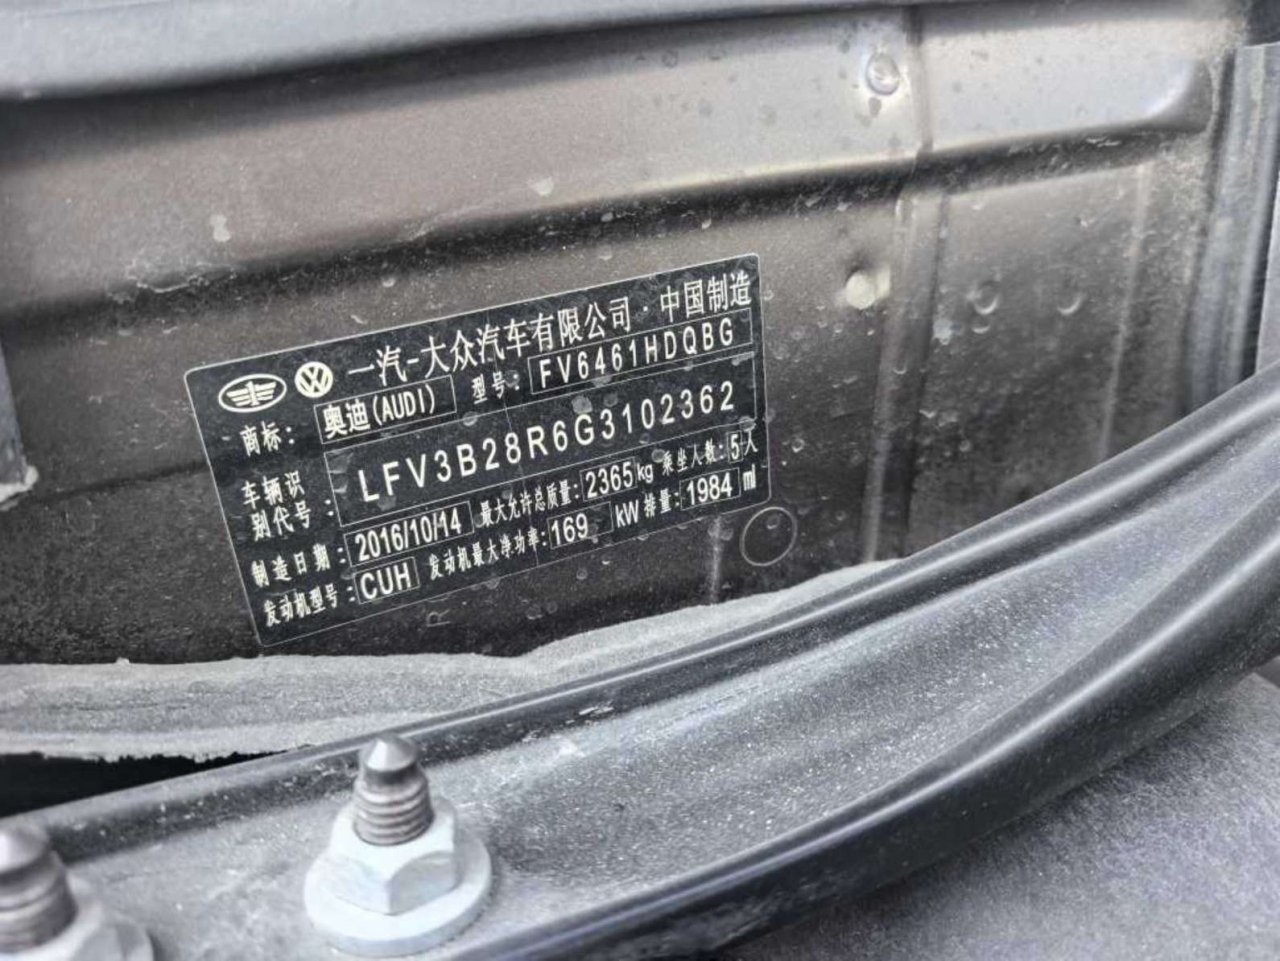 一汽-大众汽车有限公司·中国制造
商标: 奥迪(AUDI) 型号: FV6461HDQBG
车辆识别代号: LFV3B28R6G3102362
制造日期: 2016/10/14 最大允许总质量: 2365 kg 乘坐人数: 5 人
发动机型号: CUH 发动机最大净功率: 169 kW 排量: 1984 ml